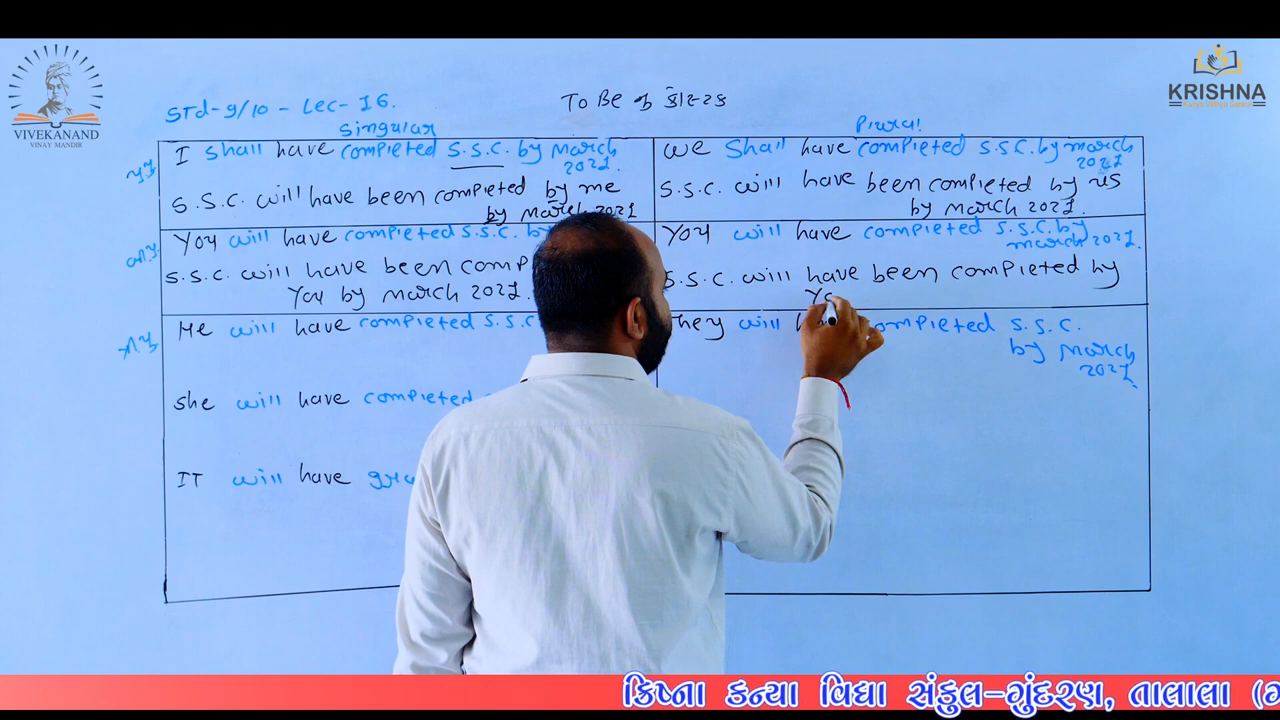 VIVEKANAND
VINAY MANDIR
KRISHNA
STd-9/10 - Lec-16.
To Be નું કોષ્ટક
Singular
Plural
I shall have completed S.S.C. by March 2021.
S.S.C. will have been completed by me
by March 2021
We Shall have completed S.S.C. by march 2021
S.S.C. will have been completed by us
by March 2021.
You will have completed S.S.C. by
S.S.C. will have been comp
You by march 2021.
You will have completed S.S.C. by
march 2021.
S.S.C. will have been completed by
Yo
He will have completed S.S.C
They will completed S.S.C.
by March
2021
She will have completed
IT will have gra
ક્રિષ્ના કન્યા વિદ્યા સંકુલ-ગુંદરણ, તાલાલા (ગ